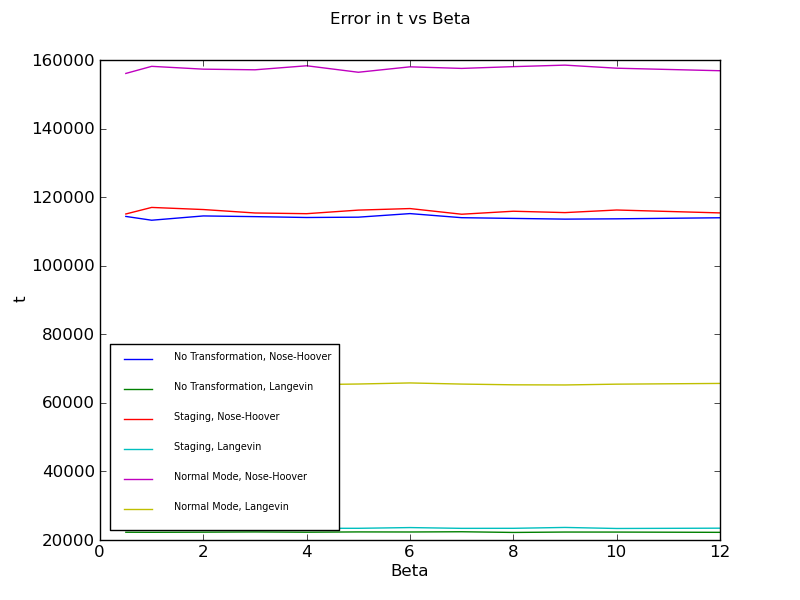 Error in t vs Beta
160000
140000
120000
100000
80000
60000
40000
20000
t
No Transformation, Nose-Hoover
No Transformation, Langevin
Staging, Nose-Hoover
Staging, Langevin
Normal Mode, Nose-Hoover
Normal Mode, Langevin
0 2 4 6 8 10 12
Beta